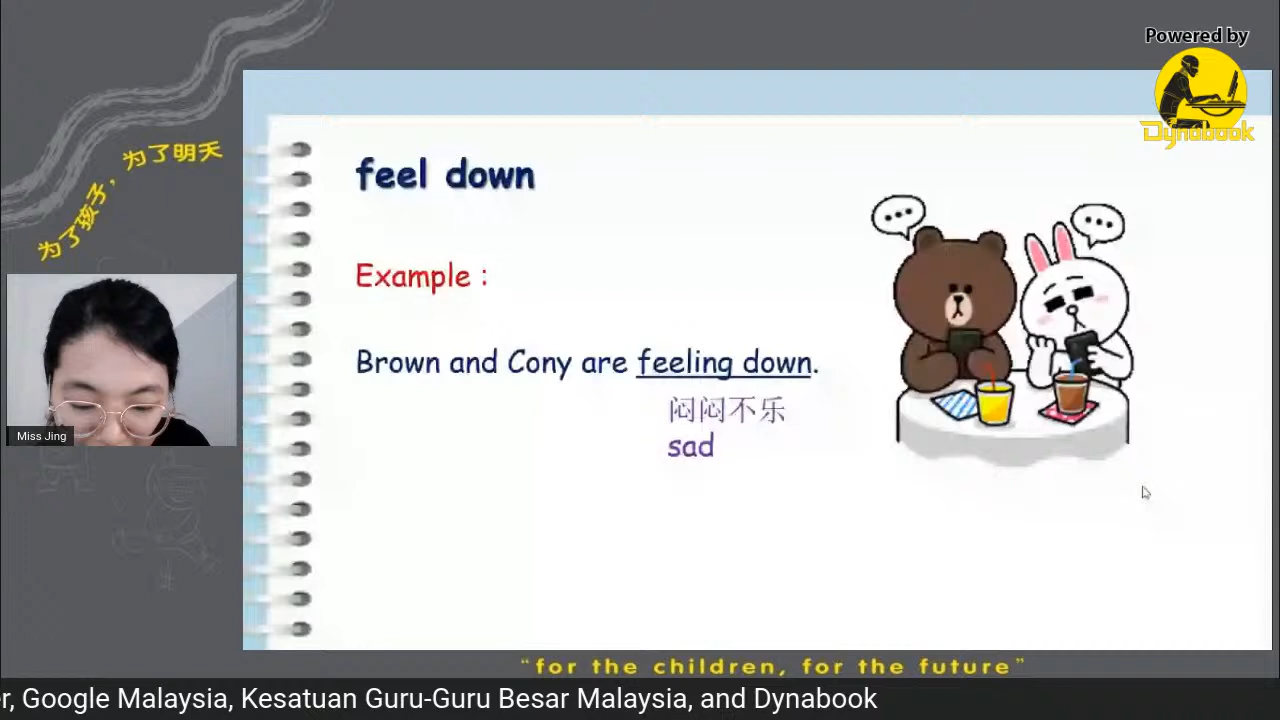 Powered by
Dynabook
为了孩子，为了明天
feel down
Example :
Brown and Cony are feeling down.
闷闷不乐
sad
Miss Jing
“for the children, for the future”
r, Google Malaysia, Kesatuan Guru-Guru Besar Malaysia, and Dynabook